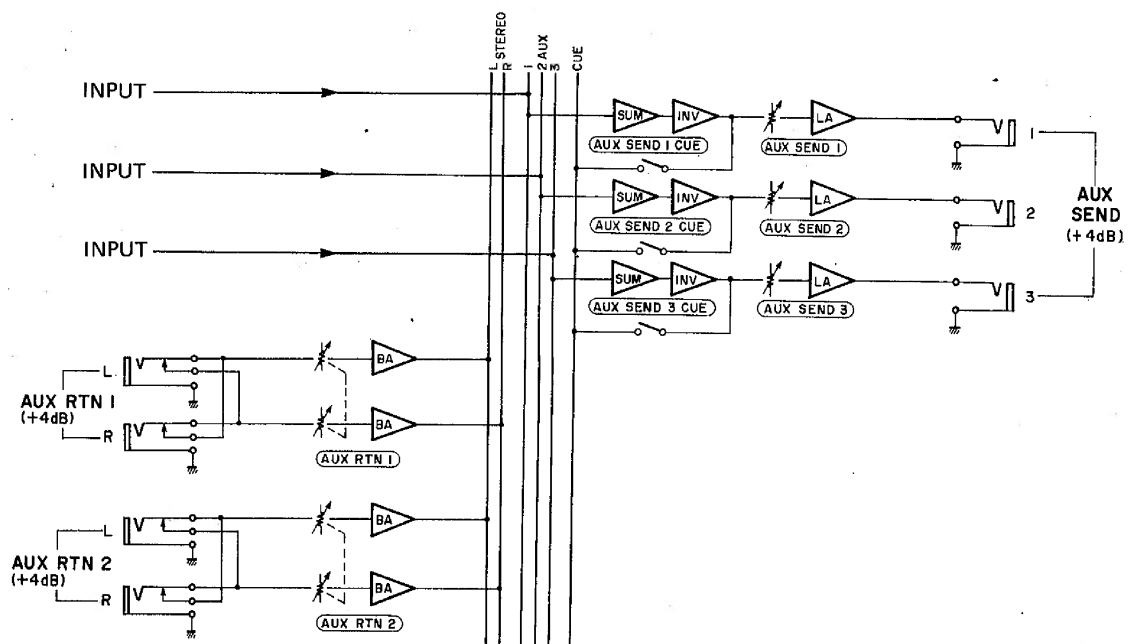 L STEREO
R
1
2 AUX
3
CUE
INPUT
SUM
INV
LA
1
AUX SEND 1 CUE
AUX SEND 1
INPUT
SUM
INV
LA
2
AUX SEND
(+4dB)
AUX SEND 2 CUE
AUX SEND 2
INPUT
SUM
INV
LA
3
AUX SEND 3 CUE
AUX SEND 3
L
BA
AUX RTN 1
(+4dB)
R
BA
AUX RTN 1
L
BA
AUX RTN 2
(+4dB)
R
BA
AUX RTN 2